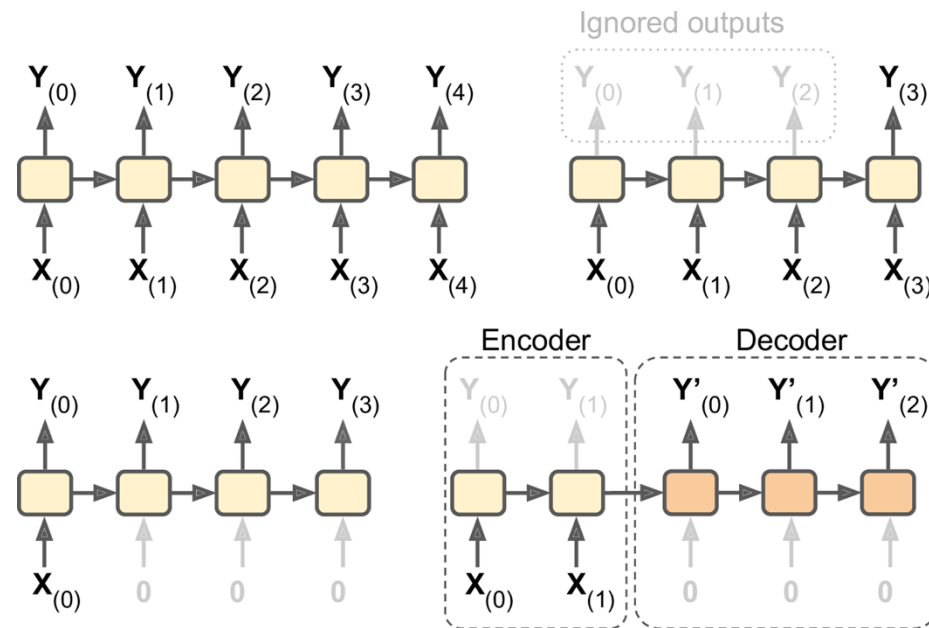 Ignored outputs
Y(0) Y(1) Y(2) Y(3) Y(4)
Y(0) Y(1) Y(2) Y(3)
X(0) X(1) X(2) X(3) X(4)
X(0) X(1) X(2) X(3)
Encoder
Decoder
Y(0) Y(1) Y(2) Y(3)
Y(0) Y(1)
Y'(0) Y'(1) Y'(2)
X(0) 0 0 0
X(0) X(1)
0 0 0